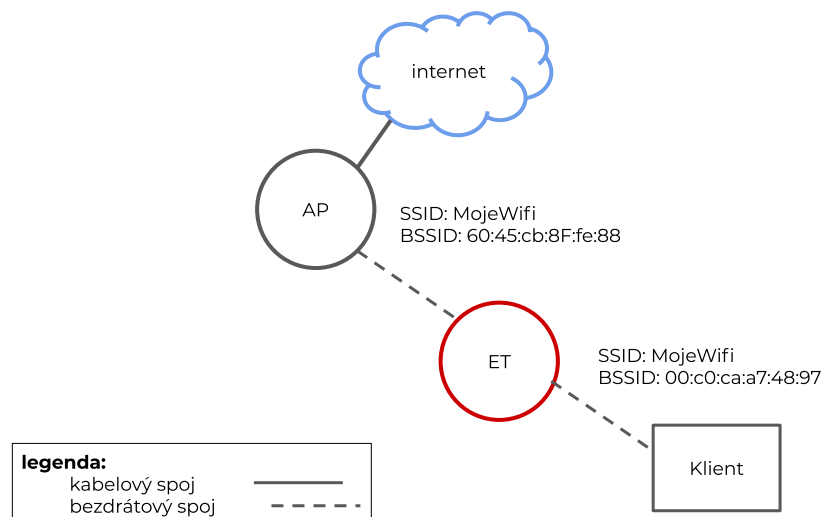 internet
AP
SSID: MojeWifi
BSSID: 60:45:cb:8F:fe:88
ET
SSID: MojeWifi
BSSID: 00:c0:ca:a7:48:97
Klient
legenda:
kabelový spoj
bezdrátový spoj